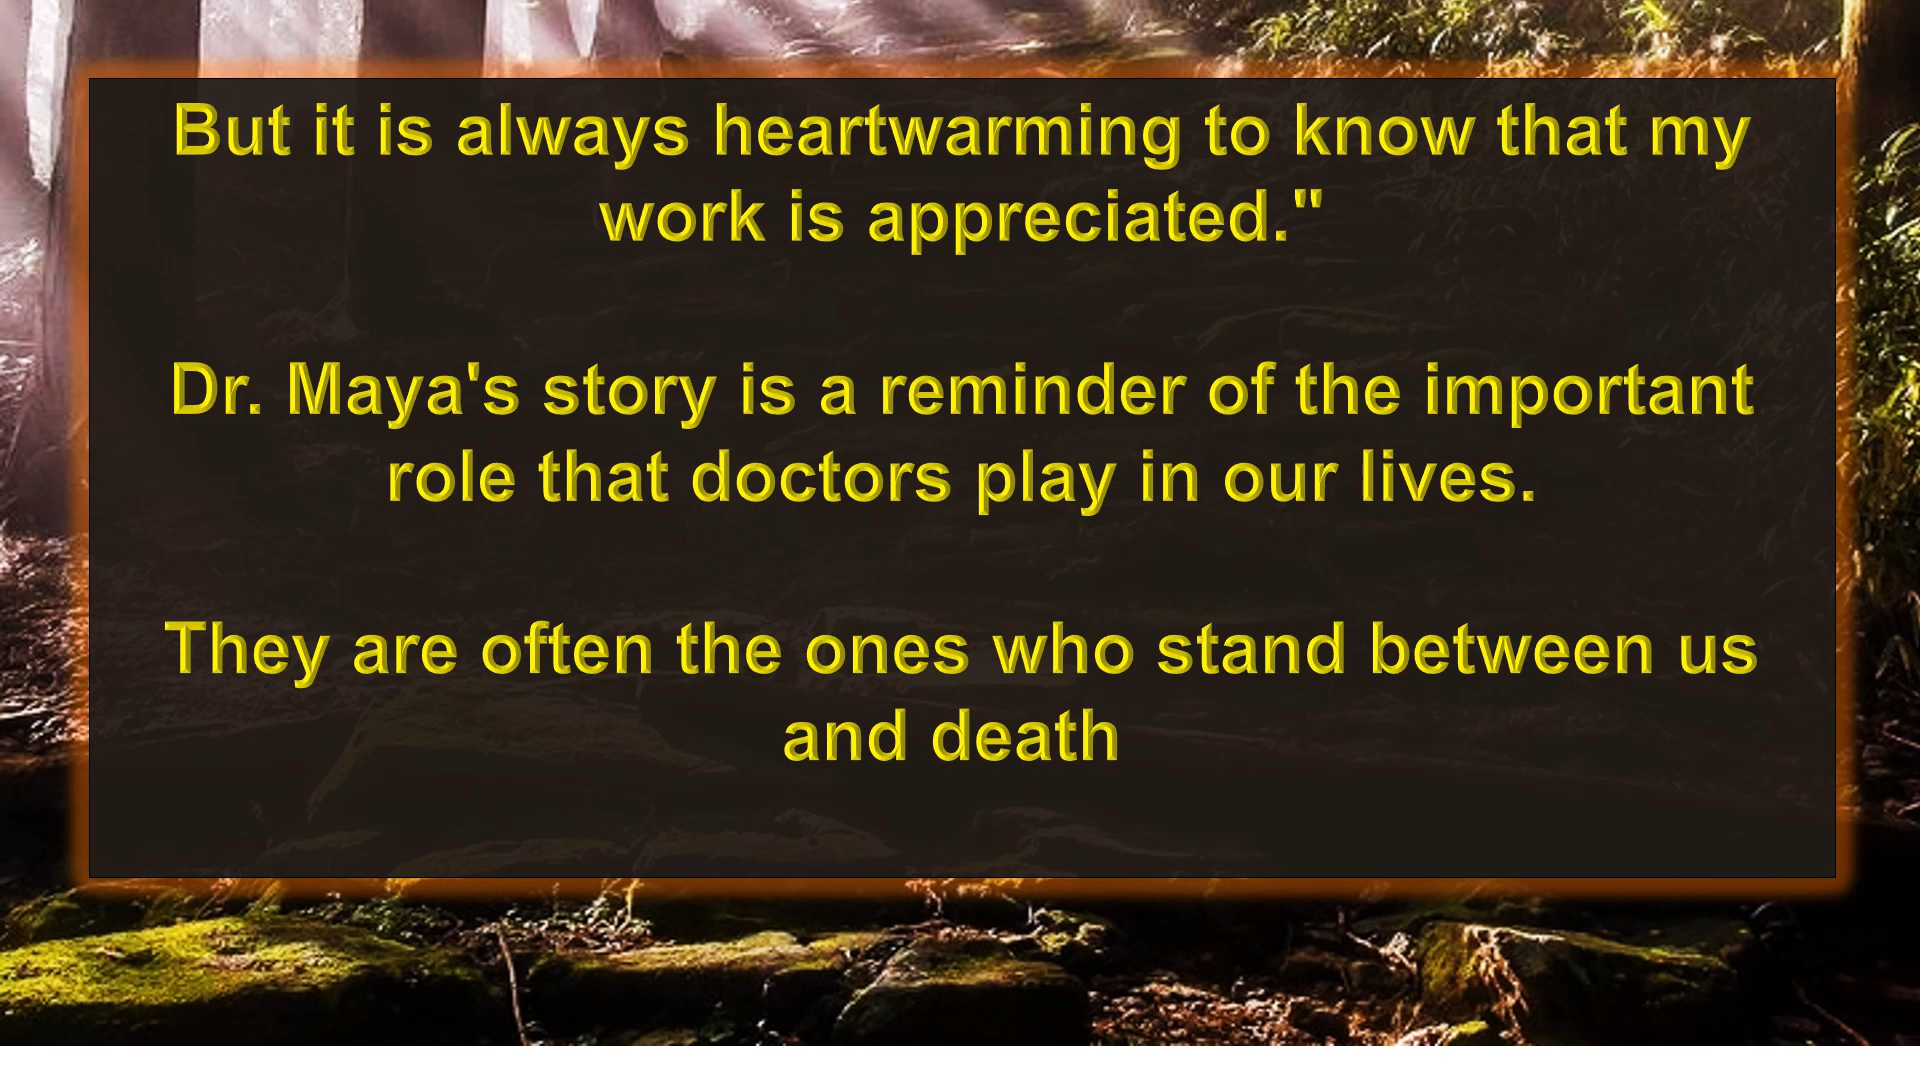 But it is always heartwarming to know that my
work is appreciated."
Dr. Maya's story is a reminder of the important
role that doctors play in our lives.
They are often the ones who stand between us
and death